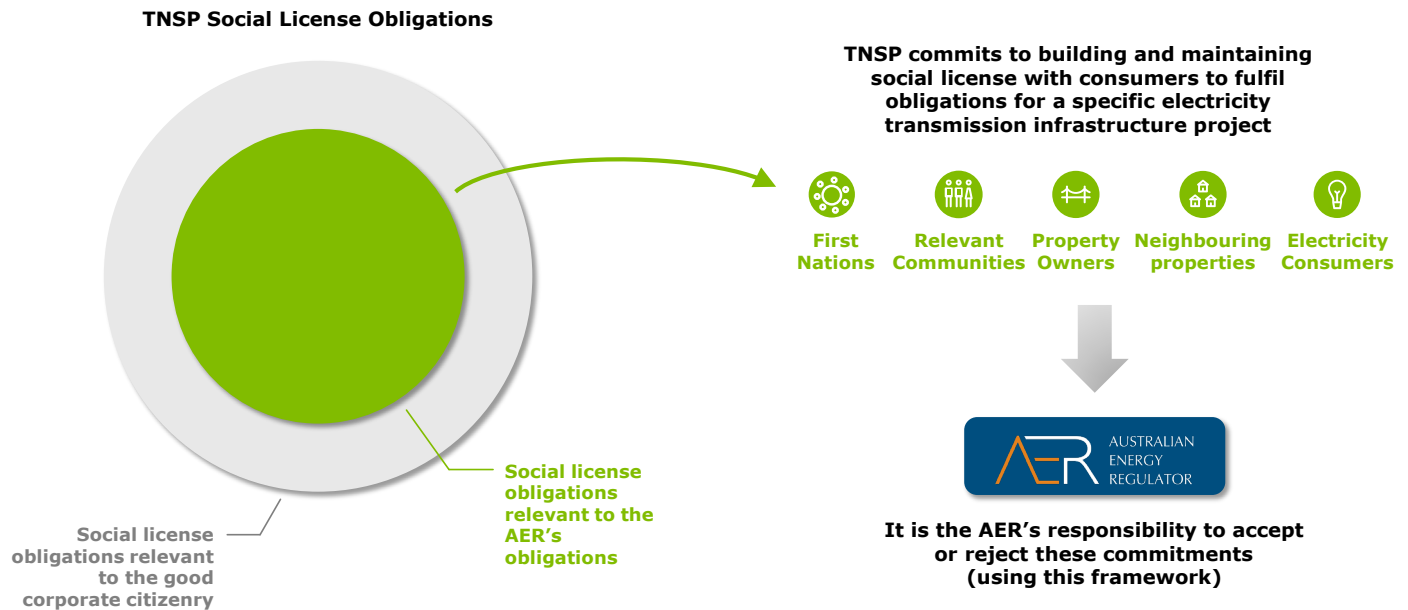 TNSP Social License Obligations
Social license
obligations relevant
to the good
corporate citizenry
Social license
obligations
relevant to the
AER's
obligations
TNSP commits to building and maintaining
social license with consumers to fulfil
obligations for a specific electricity
transmission infrastructure project
First
Nations
Relevant
Communities
Property
Owners
Neighbouring
properties
Electricity
Consumers
AER
AUSTRALIAN
ENERGY
REGULATOR
It is the AER’s responsibility to accept
or reject these commitments
(using this framework)